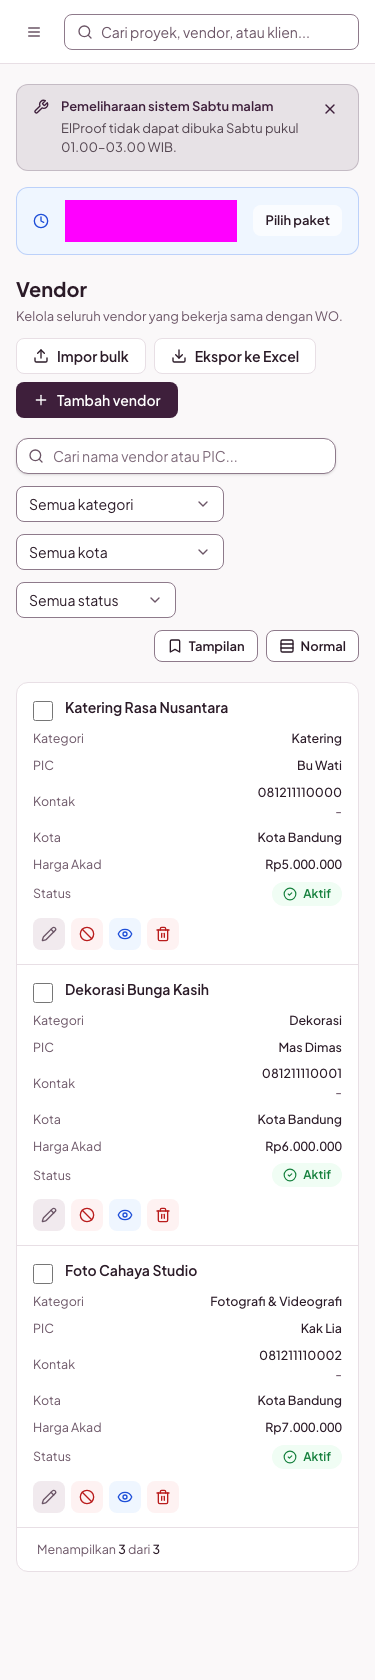 Cari proyek, vendor, atau klien...
Pemeliharaan sistem Sabtu malam
ElProof tidak dapat dibuka Sabtu pukul
01.00–03.00 WIB.
Pilih paket
Vendor
Kelola seluruh vendor yang bekerja sama dengan WO.
Impor bulk
Ekspor ke Excel
Tambah vendor
Cari nama vendor atau PIC...
Semua kategori
Semua kota
Semua status
Tampilan
Normal
Katering Rasa Nusantara
Kategori Katering
PIC Bu Wati
Kontak 081211110000
-
Kota Kota Bandung
Harga Akad Rp5.000.000
Status Aktif
Dekorasi Bunga Kasih
Kategori Dekorasi
PIC Mas Dimas
Kontak 081211110001
-
Kota Kota Bandung
Harga Akad Rp6.000.000
Status Aktif
Foto Cahaya Studio
Kategori Fotografi & Videografi
PIC Kak Lia
Kontak 081211110002
-
Kota Kota Bandung
Harga Akad Rp7.000.000
Status Aktif
Menampilkan 3 dari 3